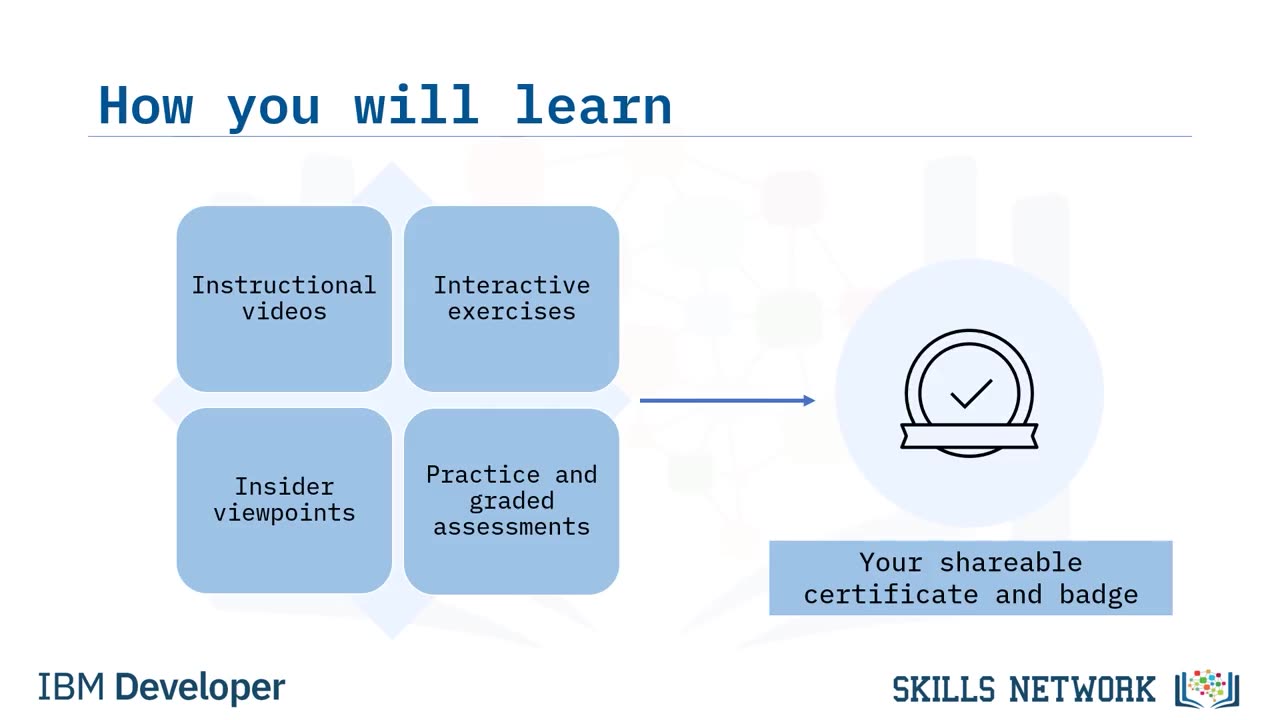 How you will learn
Instructional
videos
Interactive
exercises
Insider
viewpoints
Practice and
graded
assessments
Your shareable
certificate and badge
IBM Developer
SKILLS NETWORK